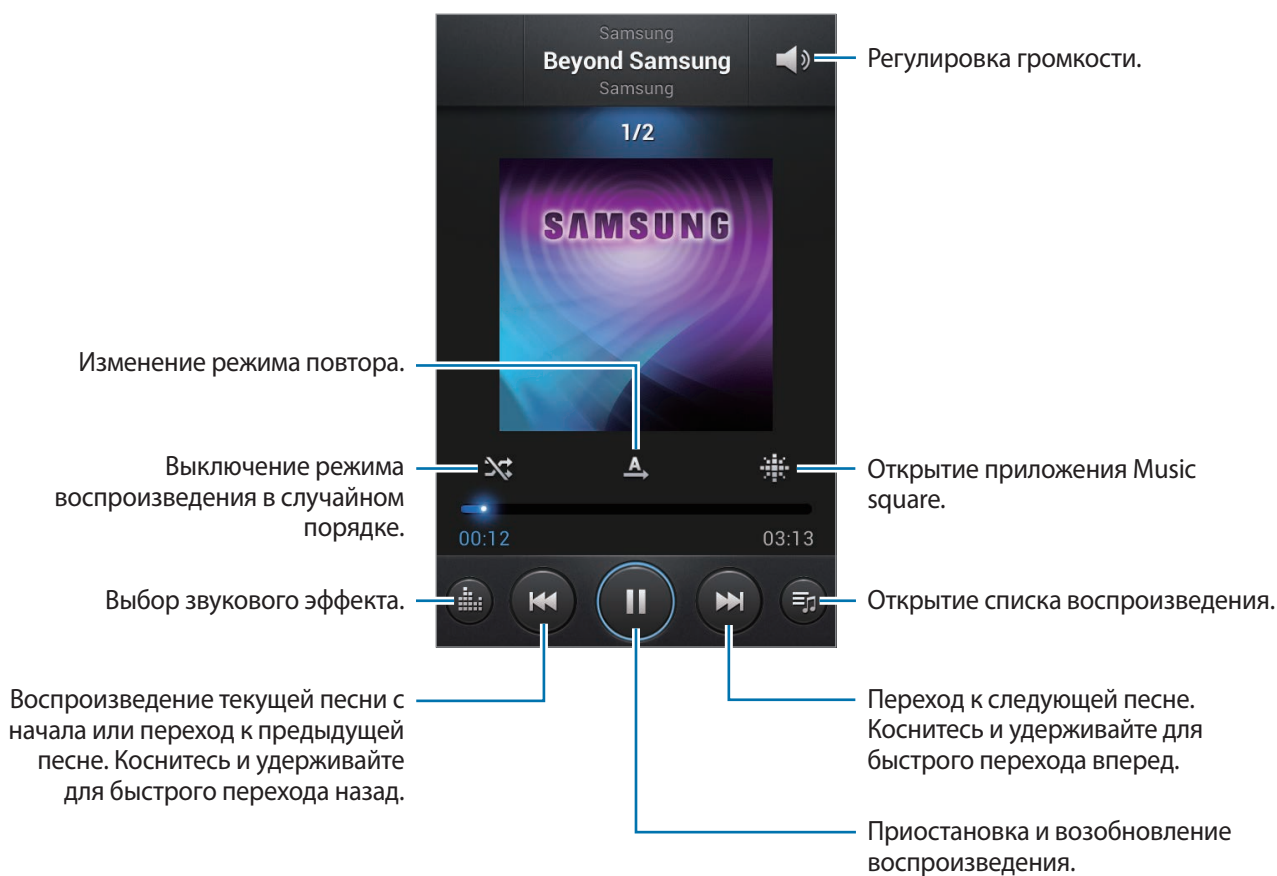 Samsung
Beyond Samsung
Samsung
Регулировка громкости.
1/2
SAMSUNG
Изменение режима повтора.
A
Выключение режима
воспроизведения в случайном
порядке.
Открытие приложения Music
square.
00:12
03:13
Выбор звукового эффекта.
Открытие списка воспроизведения.
Воспроизведение текущей песни с
начала или переход к предыдущей
песне. Коснитесь и удерживайте
для быстрого перехода назад.
Переход к следующей песне.
Коснитесь и удерживайте для
быстрого перехода вперед.
Приостановка и возобновление
воспроизведения.